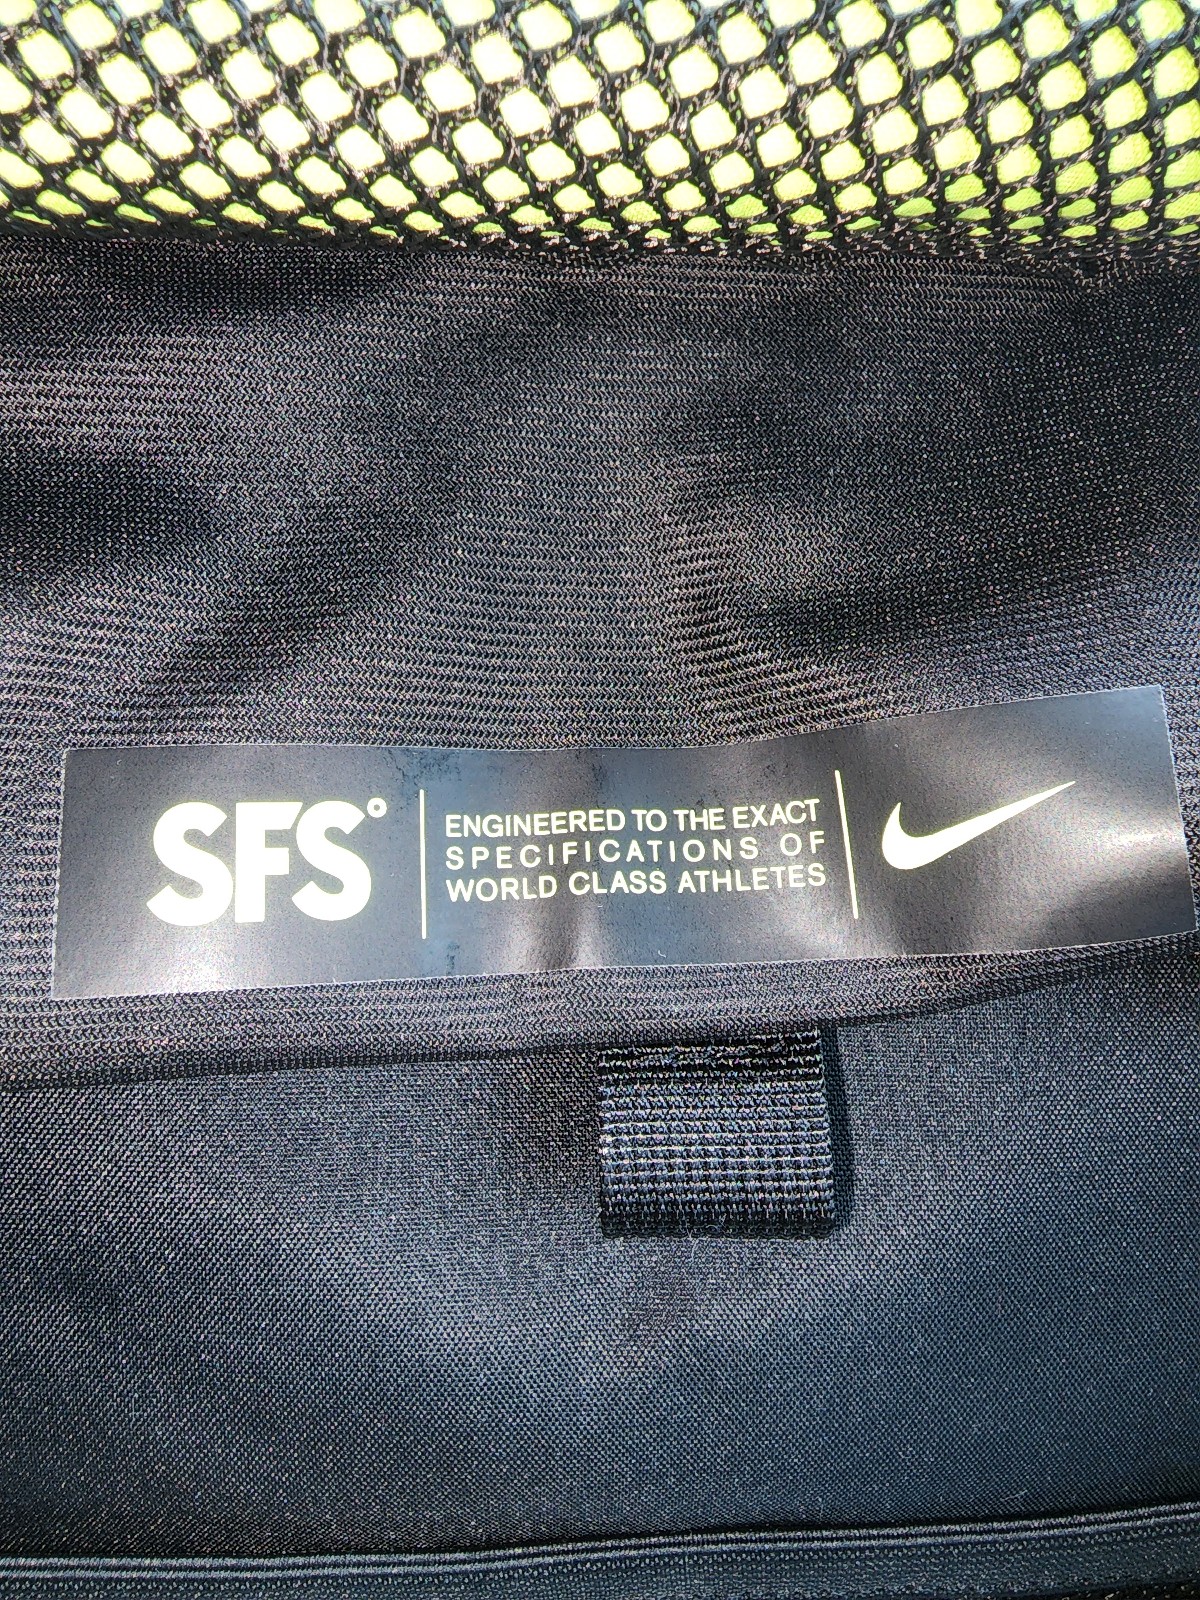 SFS°
ENGINEERED TO THE EXACT
SPECIFICATIONS OF
WORLD CLASS ATHLETES